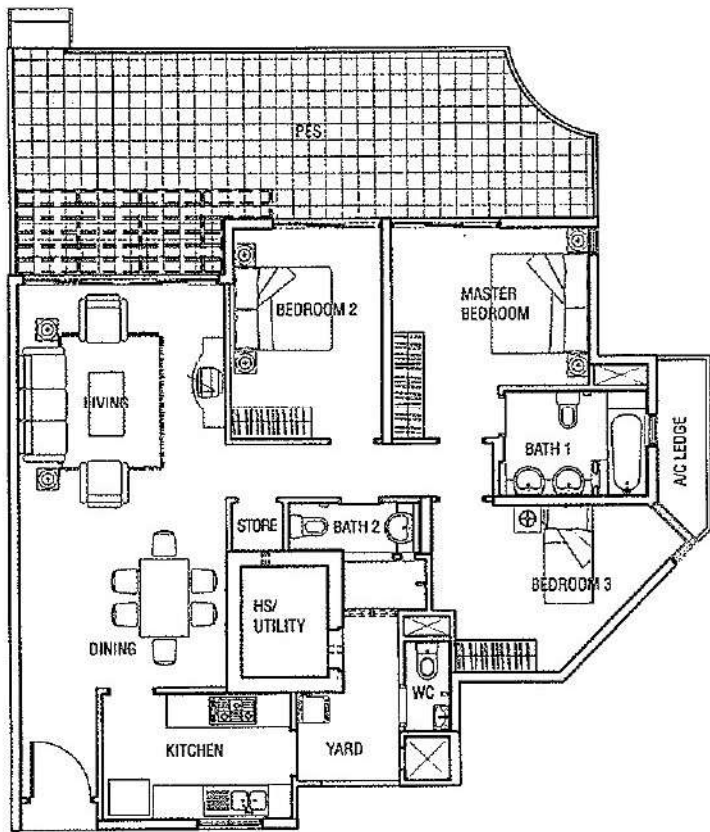 PES
BEDROOM 2
MASTER
BEDROOM
LIVING
BATH 1
A/C LEDGE
STORE
BATH 2
BEDROOM 3
HS/
UTILITY
DINING
WC
KITCHEN
YARD